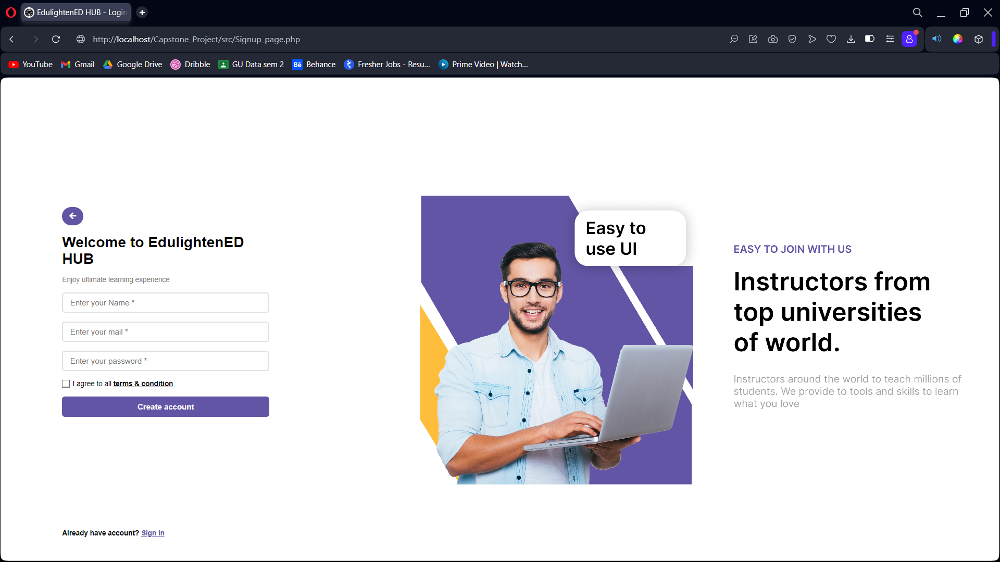 EdulightenED HUB - Login
http://localhost/Capstone_Project/src/Signup_page.php
YouTube
Gmail
Google Drive
Dribble
GU Data sem 2
Bē Behance
Fresher Jobs - Resu...
Prime Video | Watch...
Welcome to EdulightenED
HUB
Enjoy ultimate learning experience
Enter your Name *
Enter your mail *
Enter your password *
I agree to all terms & condition
Create account
Already have account? Sign in
Easy to
use UI
EASY TO JOIN WITH US
Instructors from
top universities
of world.
Instructors around the world to teach millions of
students. We provide to tools and skills to learn
what you love